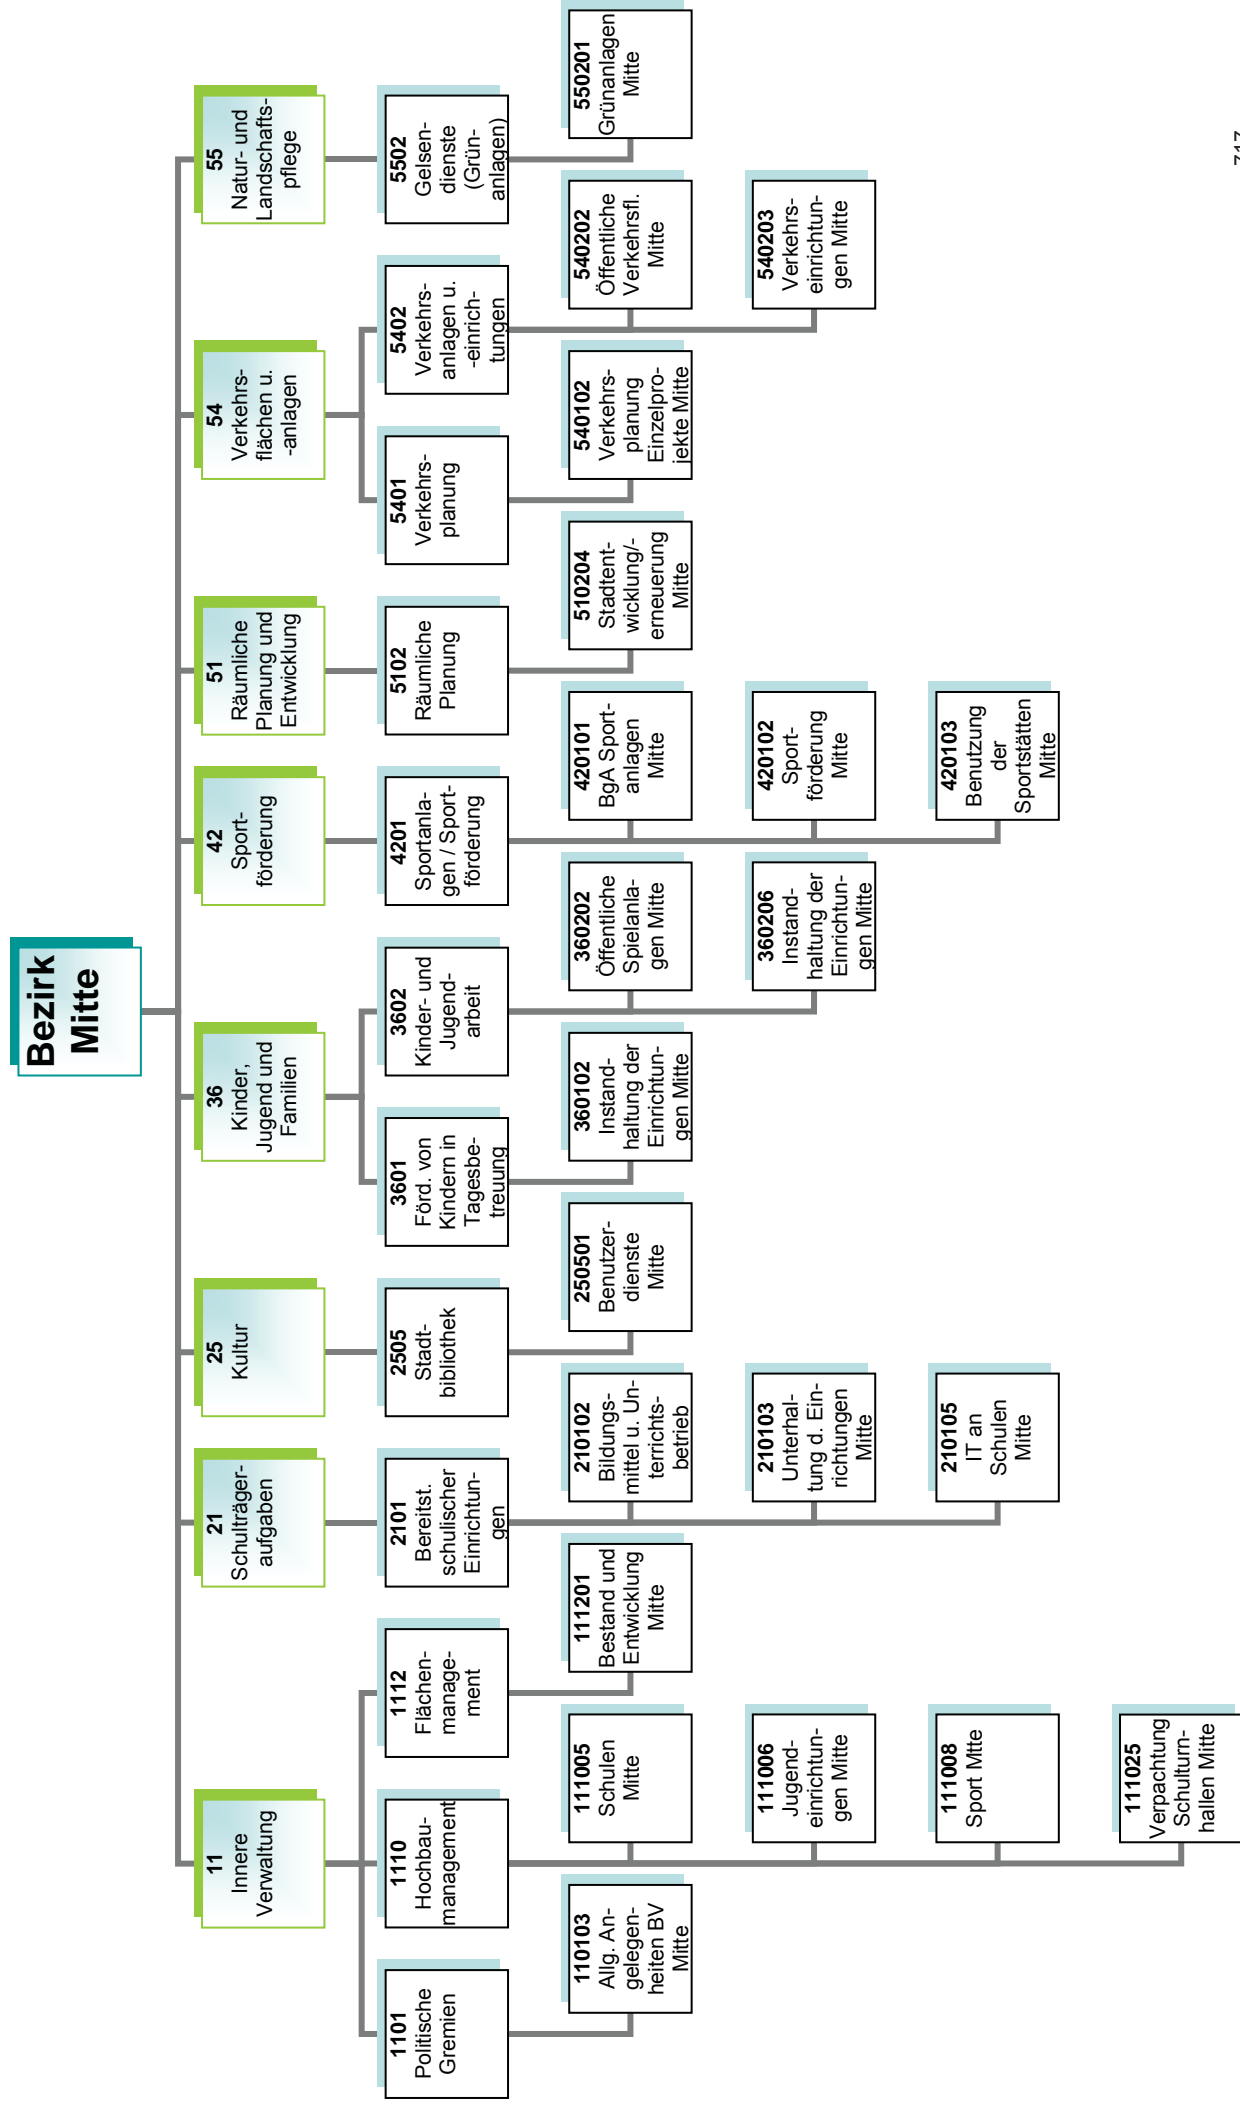 Bezirk
Mitte
11
Innere
Verwaltung
21
Schulträger-
aufgaben
25
Kultur
36
Kinder,
Jugend und
Familien
42
Sport-
förderung
51
Räumliche
Planung und
Entwicklung
54
Verkehrs-
flächen u.
-anlagen
55
Natur- und
Landschafts-
pflege
1101
Politische
Gremien
1110
Hochbau-
management
1112
Flächen-
manage-
ment
2101
Bereitst.
schulischer
Einrichtun-
gen
2505
Stadt-
bibliothek
3601
Förd. von
Kindern in
Tagesbe-
treuung
3602
Kinder- und
Jugend-
arbeit
4201
Sportanla-
gen / Sport-
förderung
5102
Räumliche
Planung
5401
Verkehrs-
planung
5402
Verkehrs-
anlagen u.
-einrich-
tungen
5502
Gelsen-
dienste
(Grün-
anlagen)
110103
Allg. An-
gelegen-
heiten BV
Mitte
111005
Schulen
Mitte
111201
Bestand und
Entwicklung
Mitte
210102
Bildungs-
mittel u. Un-
terrichts-
betrieb
250501
Benutzer-
dienste
Mitte
360102
Instand-
haltung der
Einrichtun-
gen Mitte
360202
Öffentliche
Spielanla-
gen Mitte
420101
BgA Sport-
anlagen
Mitte
510204
Stadtent-
wicklung/-
erneuerung
Mitte
540102
Verkehrs-
planung
Einzelpro-
jekte Mitte
540202
Öffentliche
Verkehrsfl.
Mitte
550201
Grünanlagen
Mitte
111006
Jugend-
einrichtun-
gen Mitte
210103
Unterhal-
tung d. Ein-
richtungen
Mitte
360206
Instand-
haltung der
Einrichtun-
gen Mitte
420102
Sport-
förderung
Mitte
540203
Verkehrs-
einrichtun-
gen Mitte
111008
Sport Mtte
210105
IT an
Schulen
Mitte
420103
Benutzung
der
Sportstätten
Mitte
111025
Verpachtung
Schulturn-
hallen Mitte
717